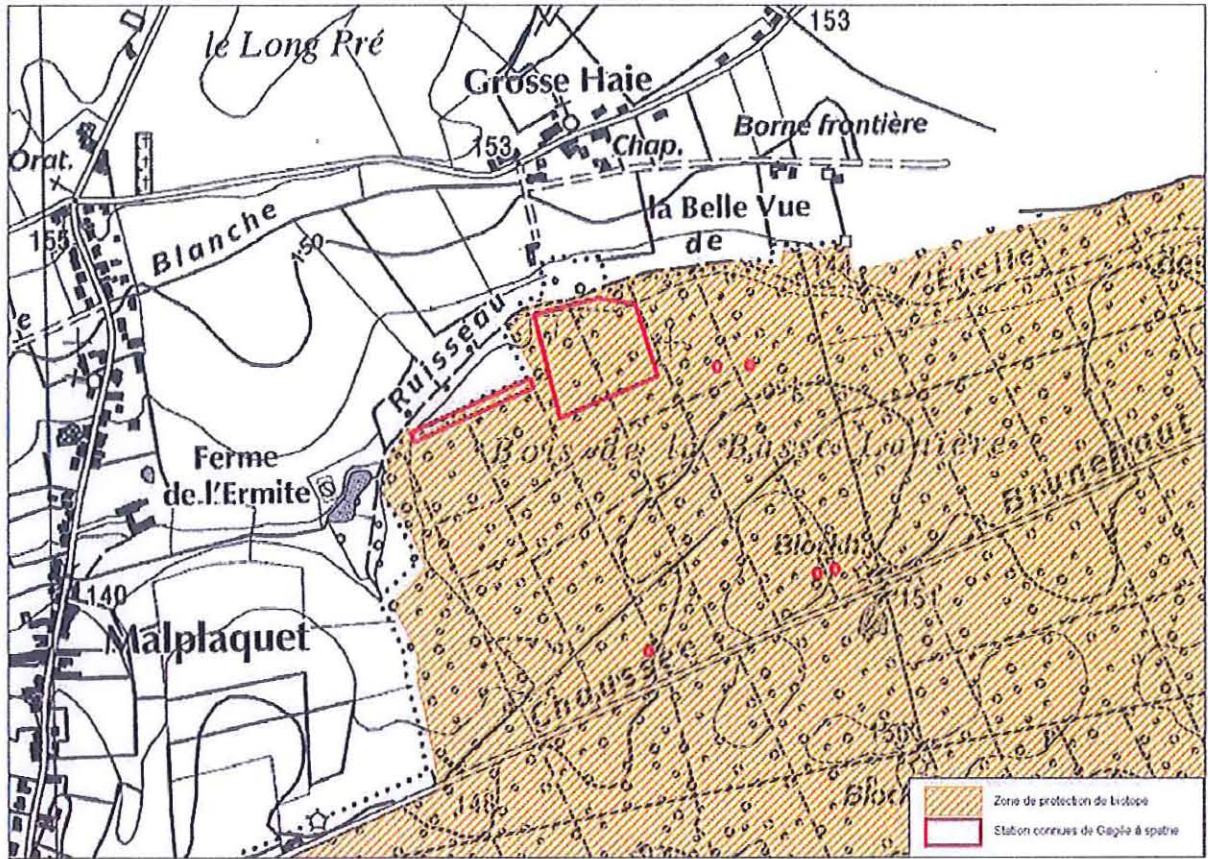 153
le Long Pré
Grosse Haie
Borne frontière
153
Chap.
Orat.
la Belle Vue
155
Blanche
de
150
l'Ermite
Ruisseau
Bois de la Basse Lanière
Ferme
de l'Ermite
Brunehaut
140
151
Malplaquet
Chaussée
150
148
Zone de protection de biotope
Station connues de Gagée à spathe